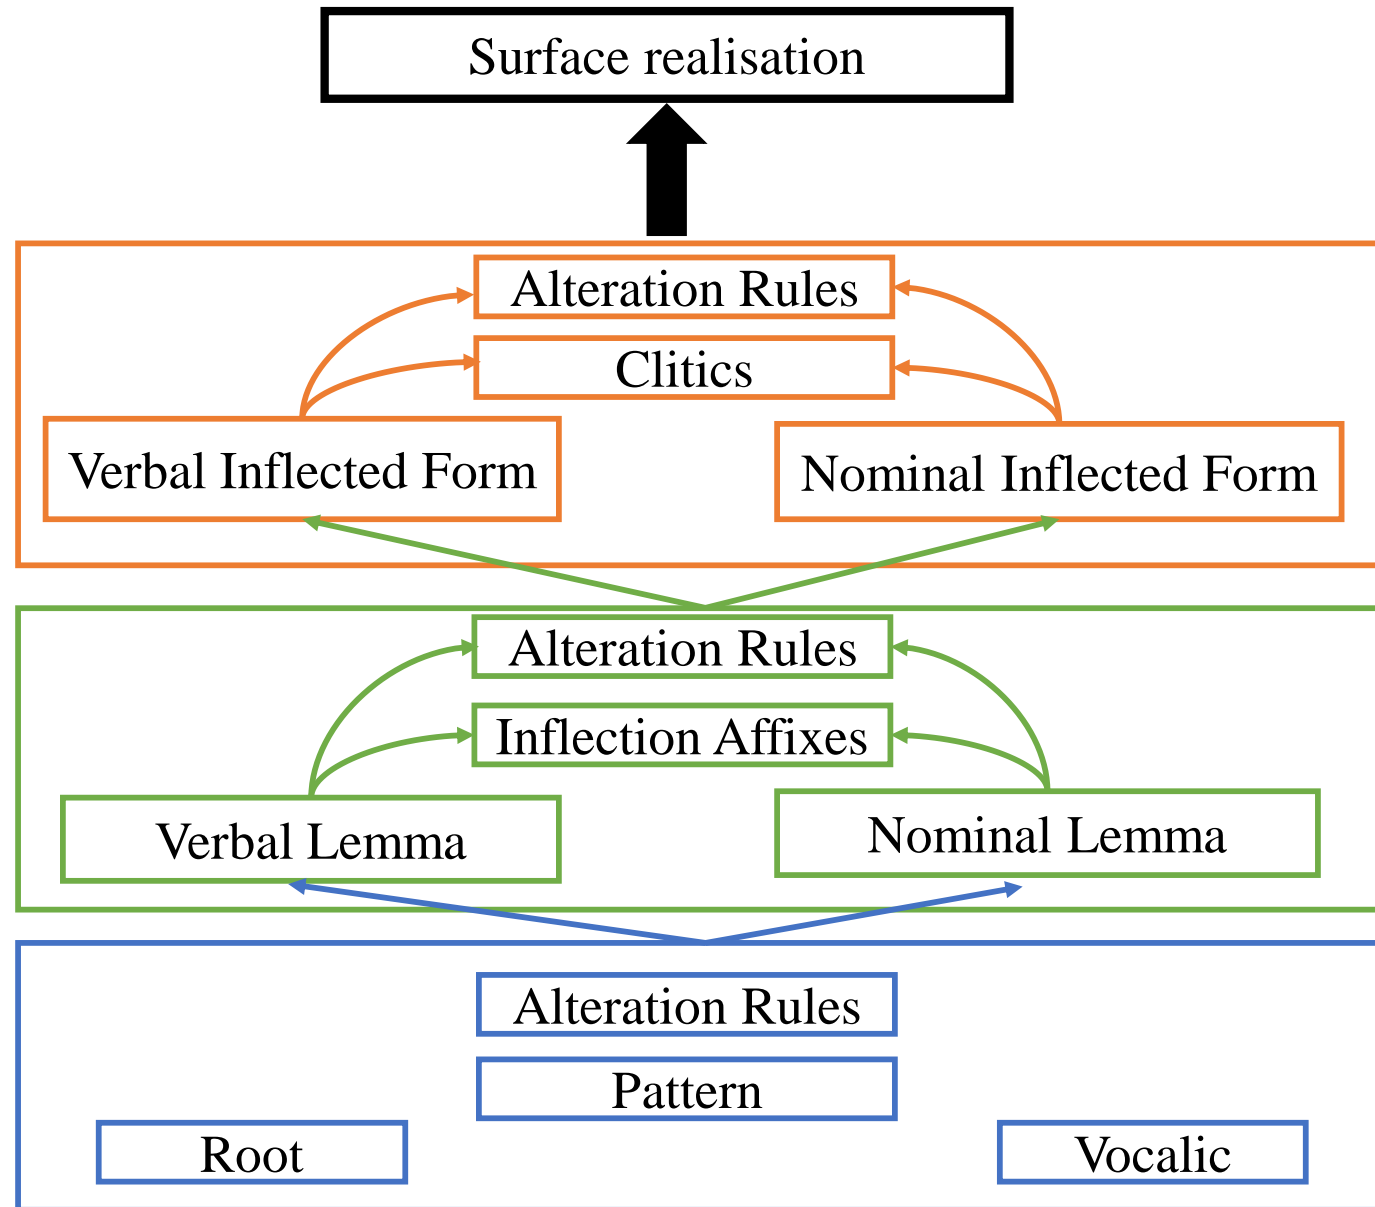 Surface realisation
Alteration Rules
Clitics
Verbal Inflected Form
Nominal Inflected Form
Alteration Rules
Inflection Affixes
Verbal Lemma
Nominal Lemma
Alteration Rules
Pattern
Root
Vocalic